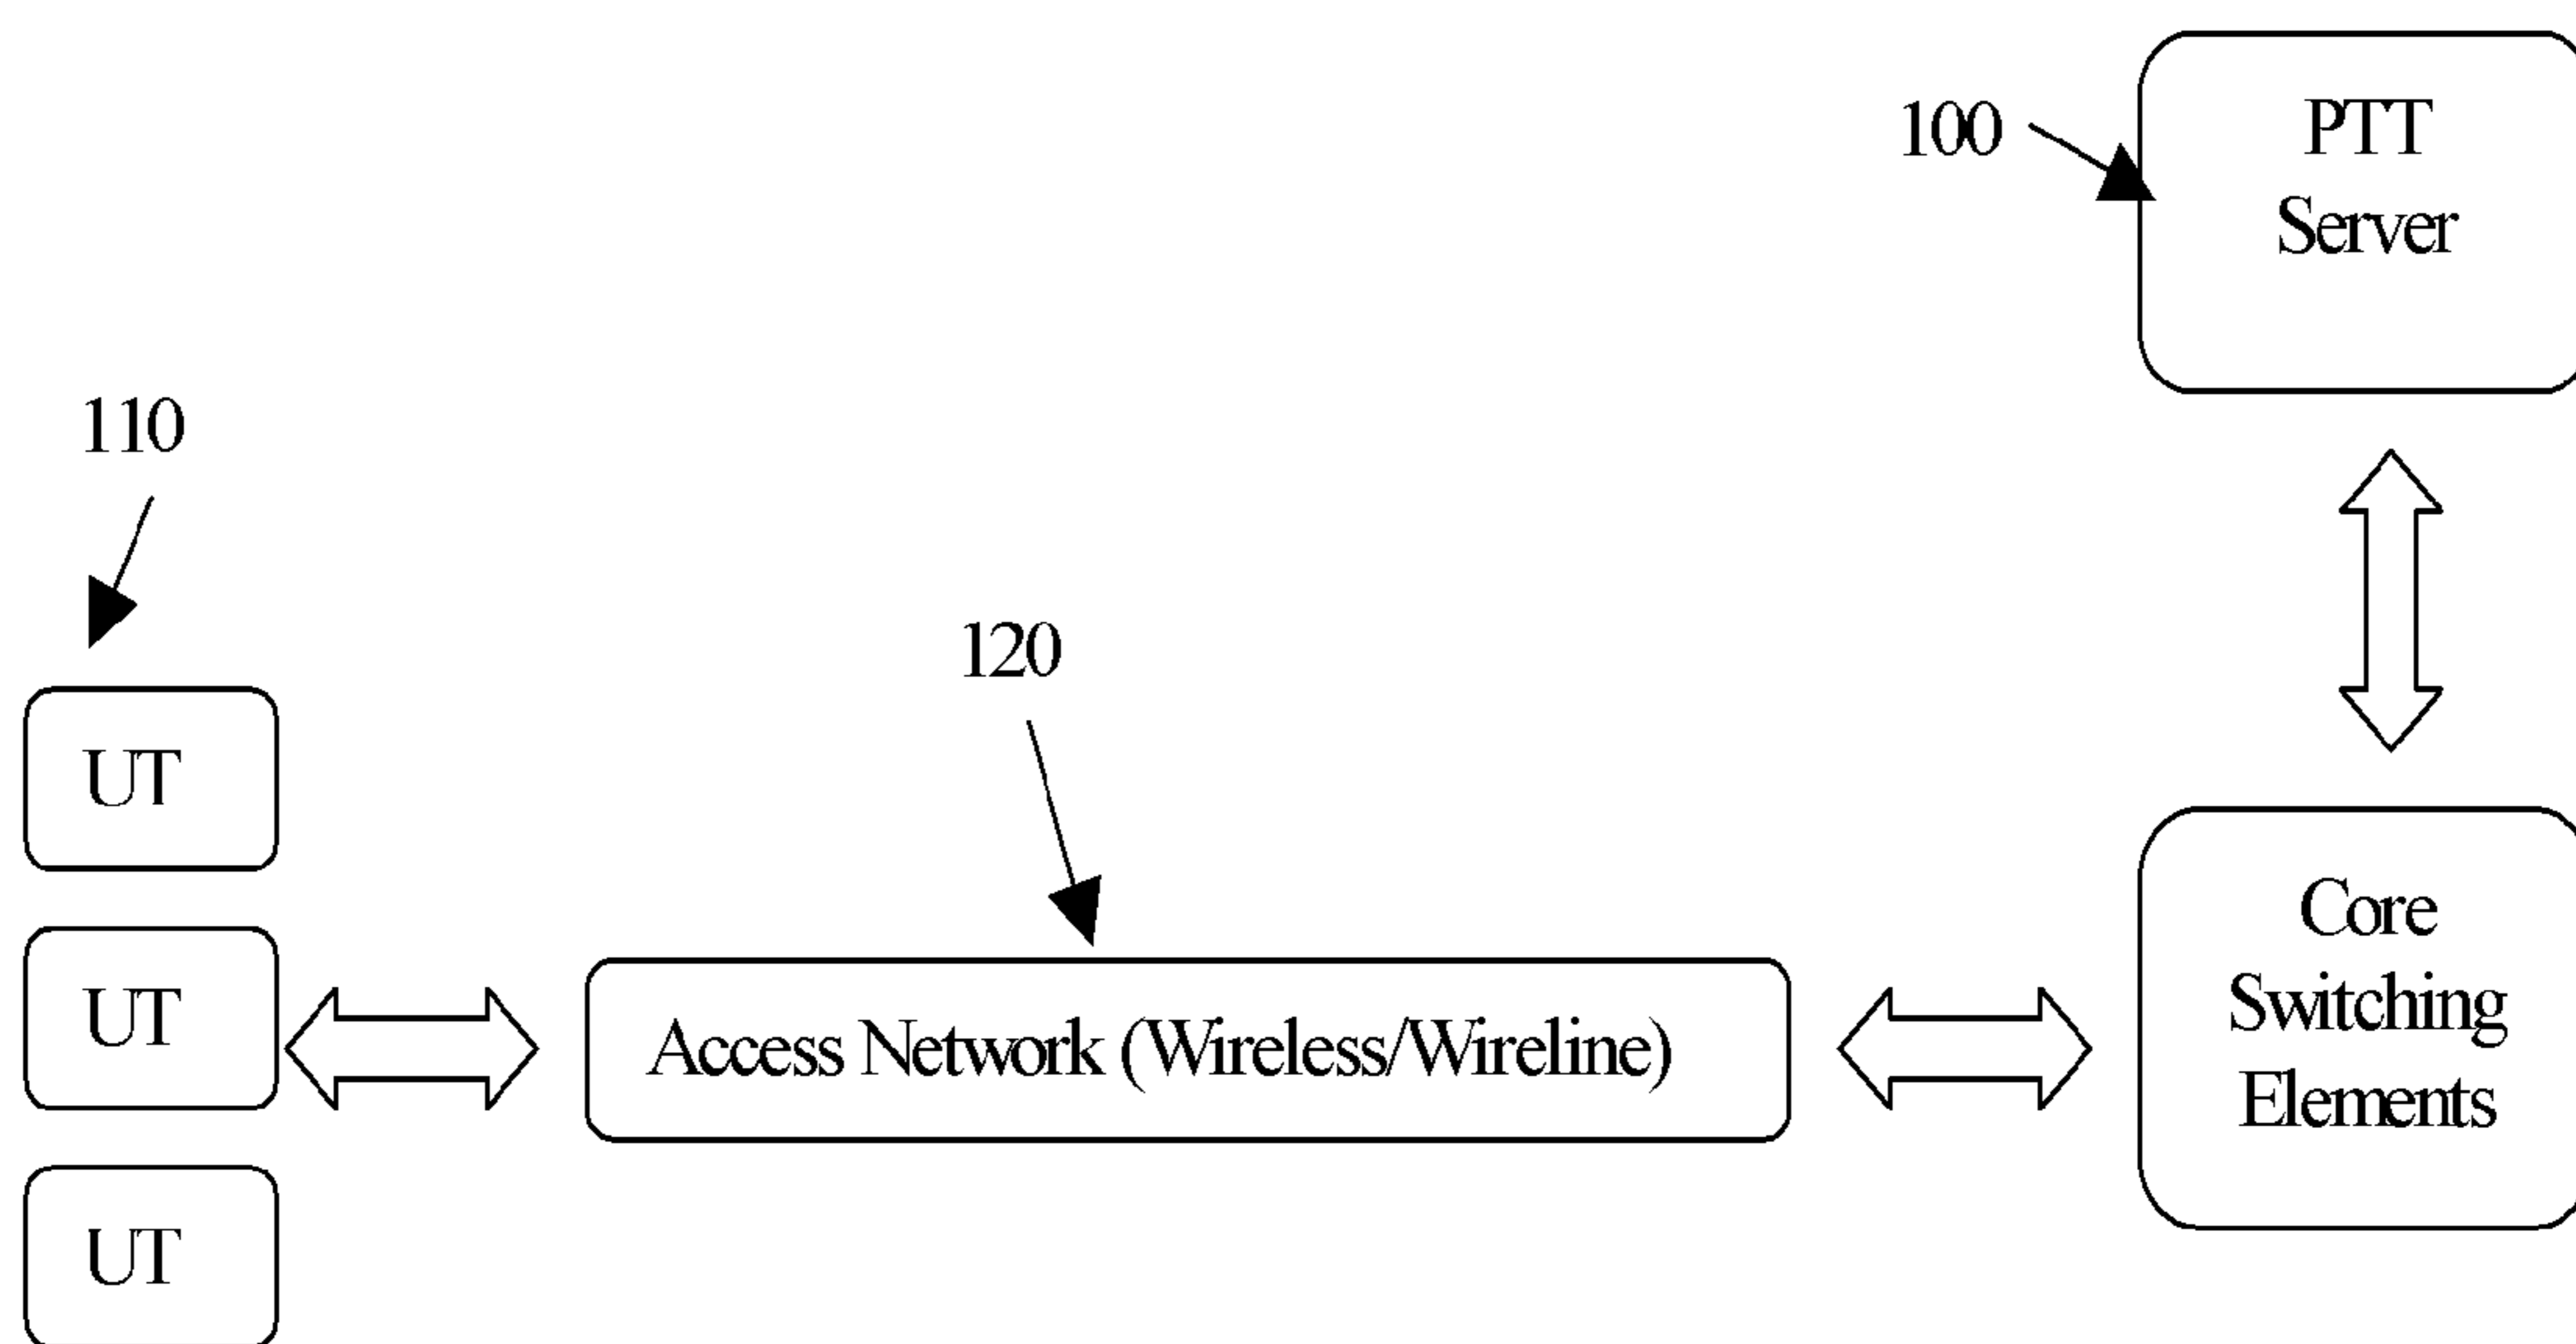 100
PTT
Server
110
120
UT
UT
UT
Access Network (Wireless/Wireline)
Core
Switching
Elements